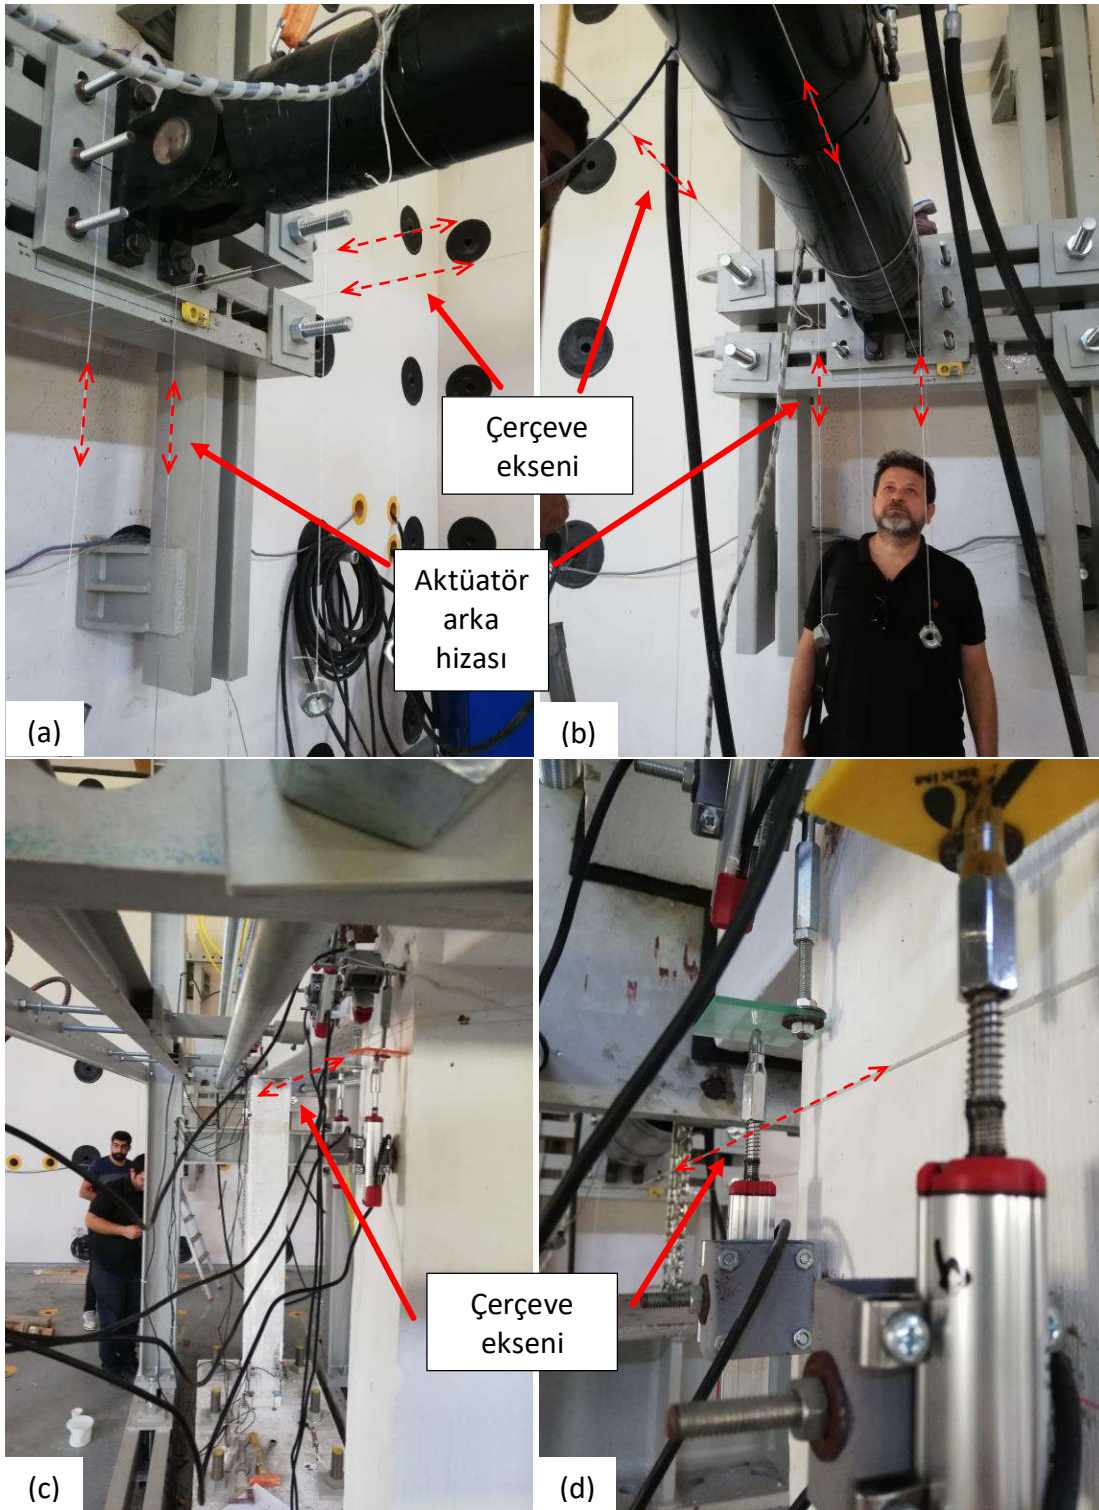 Çerçeve
ekseni
Aktüatör
arka
hizası
(a)
(b)
Çerçeve
ekseni
(c)
(d)